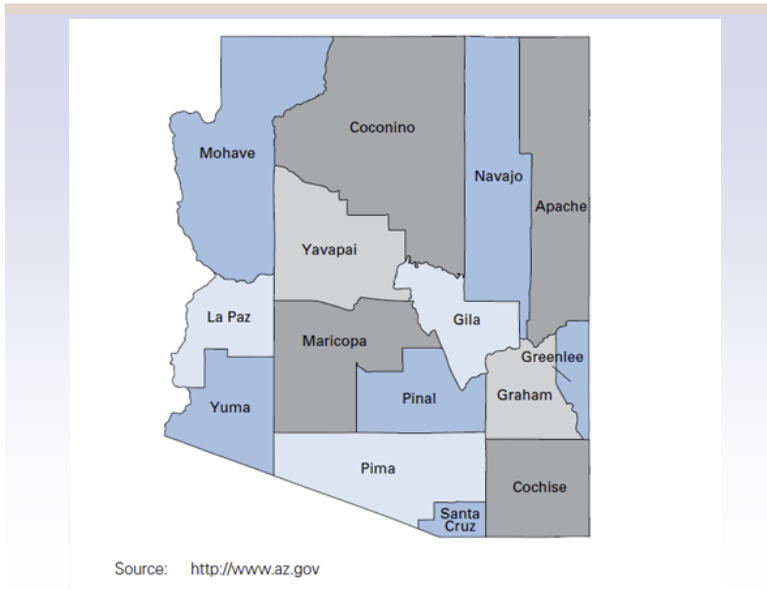 Coconino
Mohave
Navajo
Apache
Yavapai
La Paz
Gila
Maricopa
Greenlee
Graham
Pinal
Yuma
Pima
Cochise
Santa
Cruz
Source: http://www.az.gov